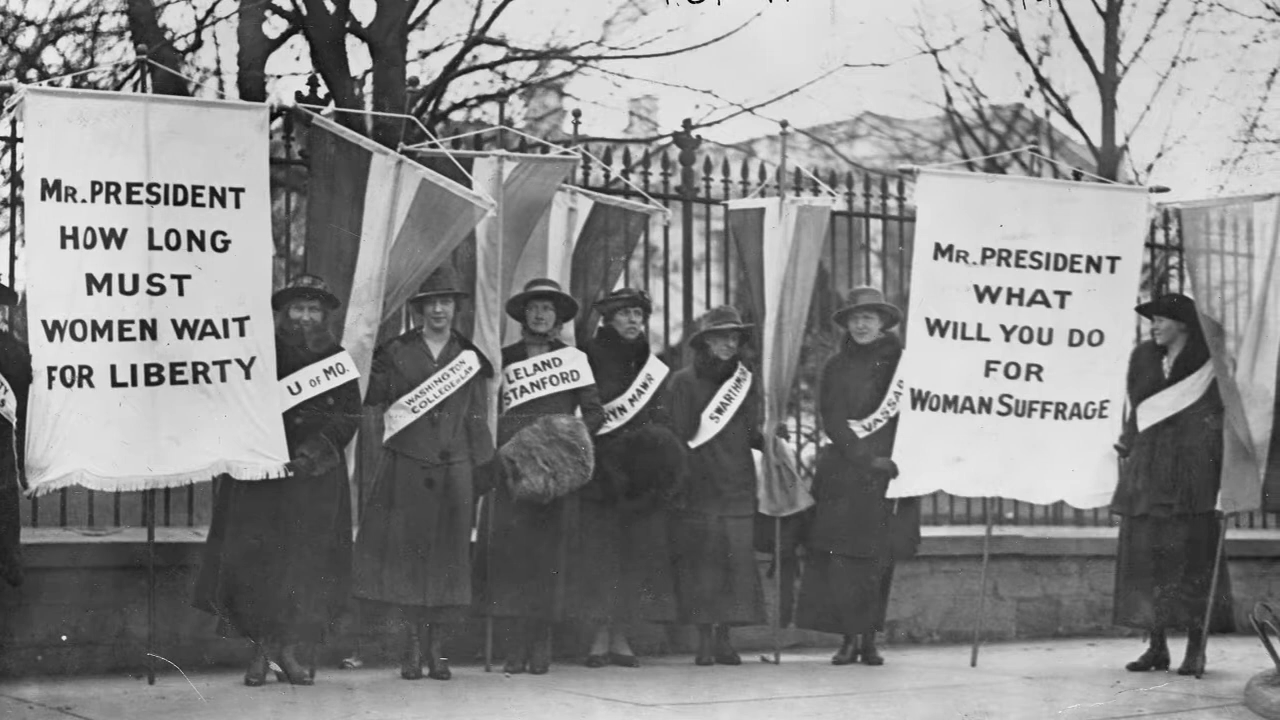 MR. PRESIDENT
HOW LONG
MUST
WOMEN WAIT
FOR LIBERTY
U OF MO.
WASHINGTON
COLLEGE OF LAW
LELAND
STANFORD
RYN MAWR
SWARTHMORE
VASSAR
MR. PRESIDENT
WHAT
WILL YOU DO
FOR
WOMAN SUFFRAGE